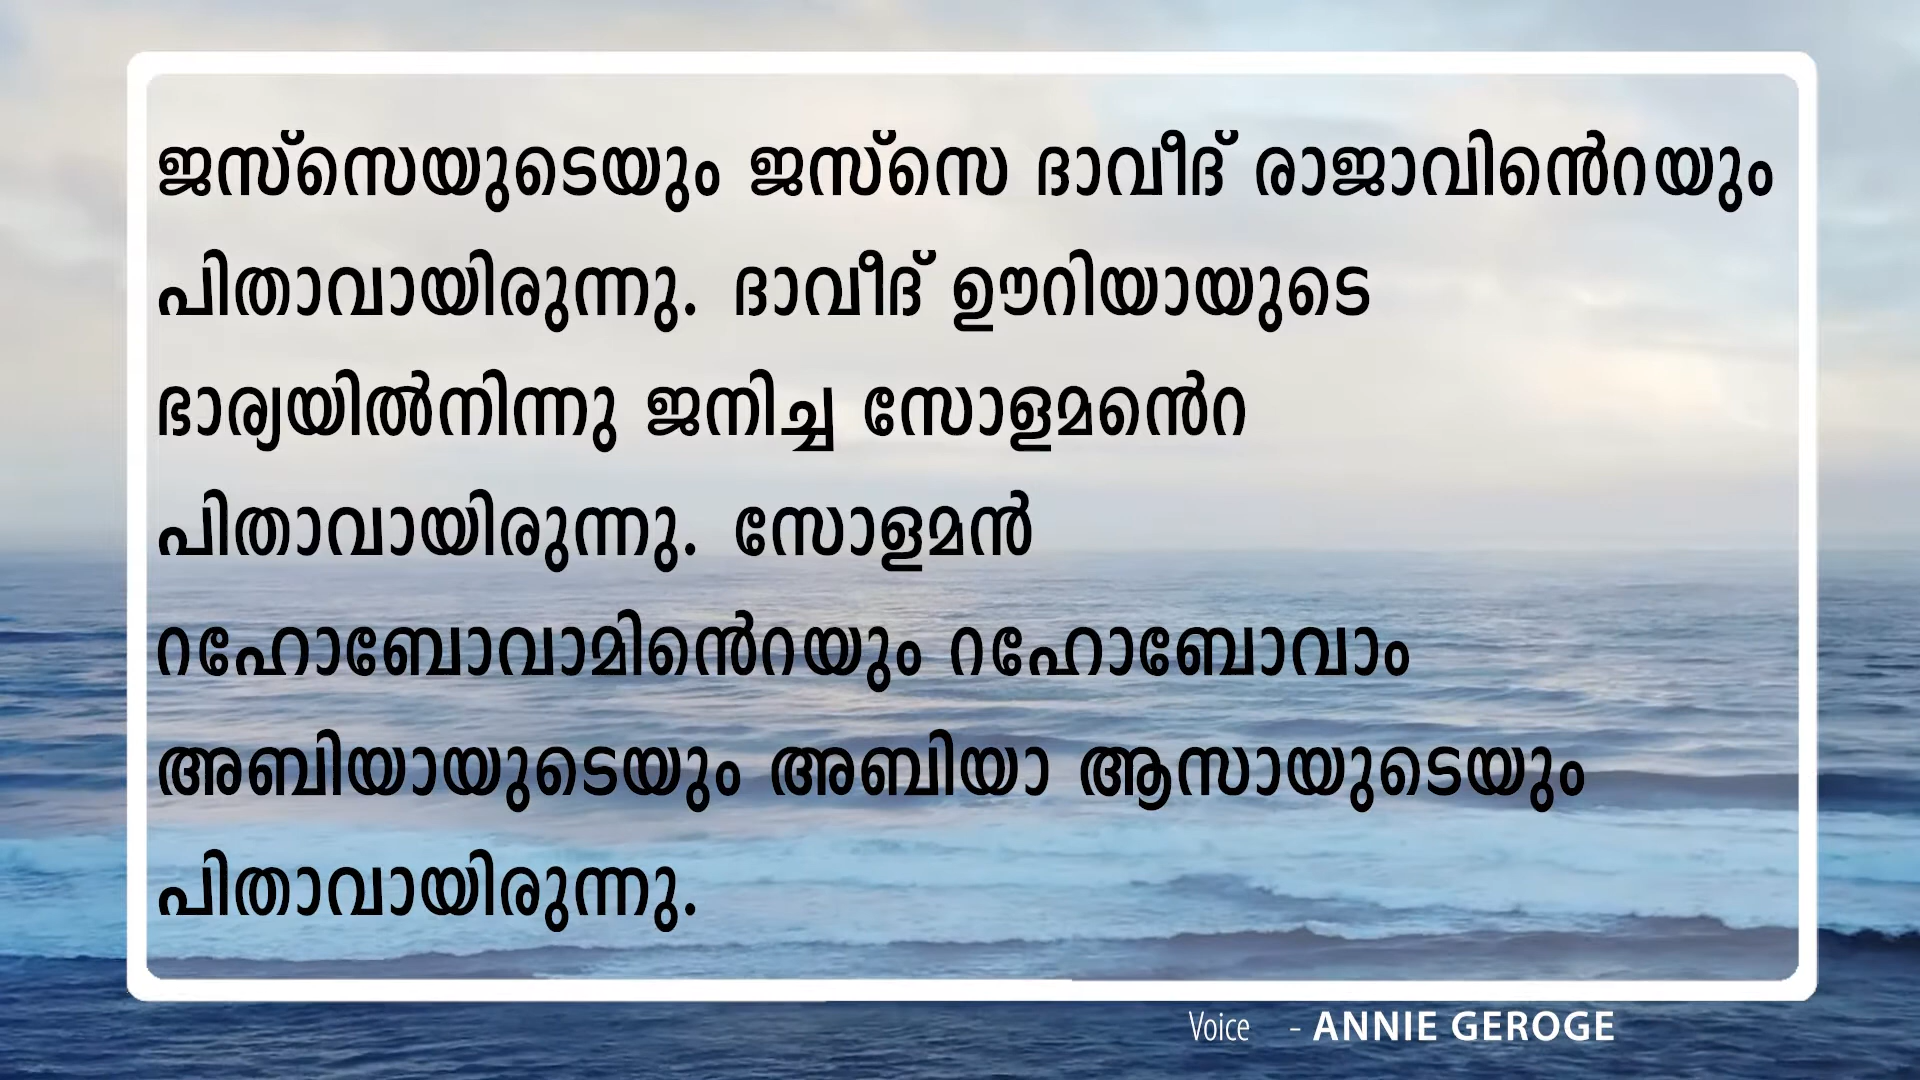 ജസ്‌സെയുടെയും ജസ്‌സെ ദാവീദ് രാജാവിൻെറയും
പിതാവായിരുന്നു. ദാവീദ് ഊറിയായുടെ
ഭാര്യയിൽനിന്നു ജനിച്ച സോളമൻെറ
പിതാവായിരുന്നു. സോളമൻ
റഹോബോവാമിൻെറയും റഹോബോവാം
അബിയായുടെയും അബിയാ ആസായുടെയും
പിതാവായിരുന്നു.
Voice - ANNIE GEROGE